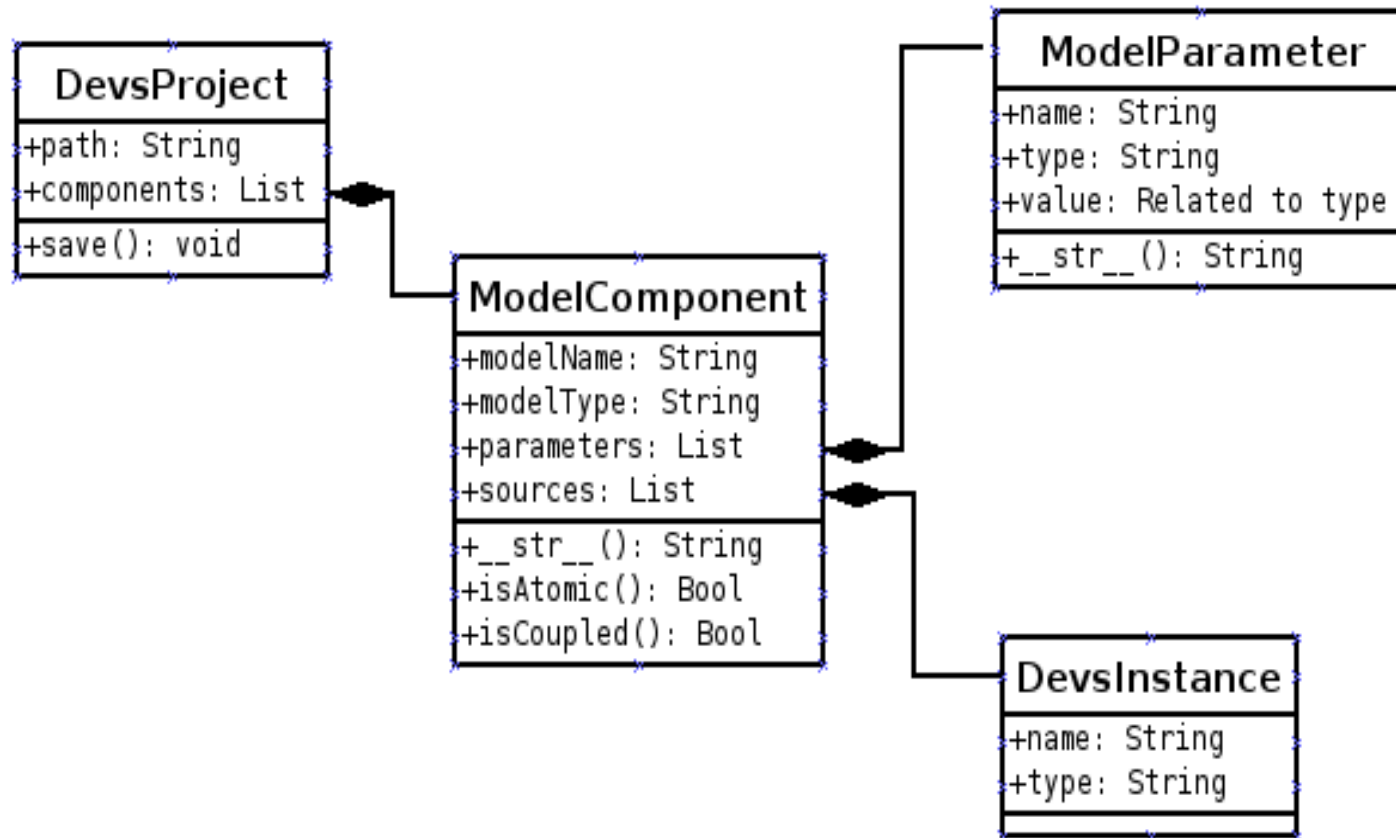 DevsProject
+path: String
+components: List
+save(): void
ModelComponent
+modelName: String
+modelType: String
+parameters: List
+sources: List
+__str__(): String
+isAtomic(): Bool
+isCoupled(): Bool
ModelParameter
+name: String
+type: String
+value: Related to type
+__str__(): String
DevsInstance
+name: String
+type: String